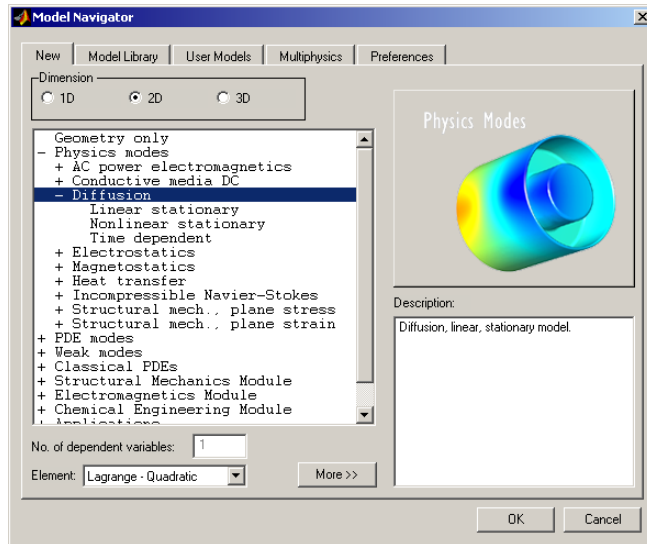 Model Navigator
New Model Library User Models Multiphysics Preferences
Dimension
1D 2D 3D
Physics Modes
Geometry only
- Physics modes
+ AC power electromagnetics
+ Conductive media DC
- Diffusion
Linear stationary
Nonlinear stationary
Time dependent
+ Electrostatics
+ Magnetostatics
+ Heat transfer
+ Incompressible Navier-Stokes
+ Structural mech., plane stress
+ Structural mech., plane strain
+ PDE modes
+ Weak modes
+ Classical PDEs
+ Structural Mechanics Module
+ Electromagnetics Module
+ Chemical Engineering Module
+ Applications
Description:
Diffusion, linear, stationary model.
No. of dependent variables: 1
Element: Lagrange - Quadratic
More >>
OK Cancel